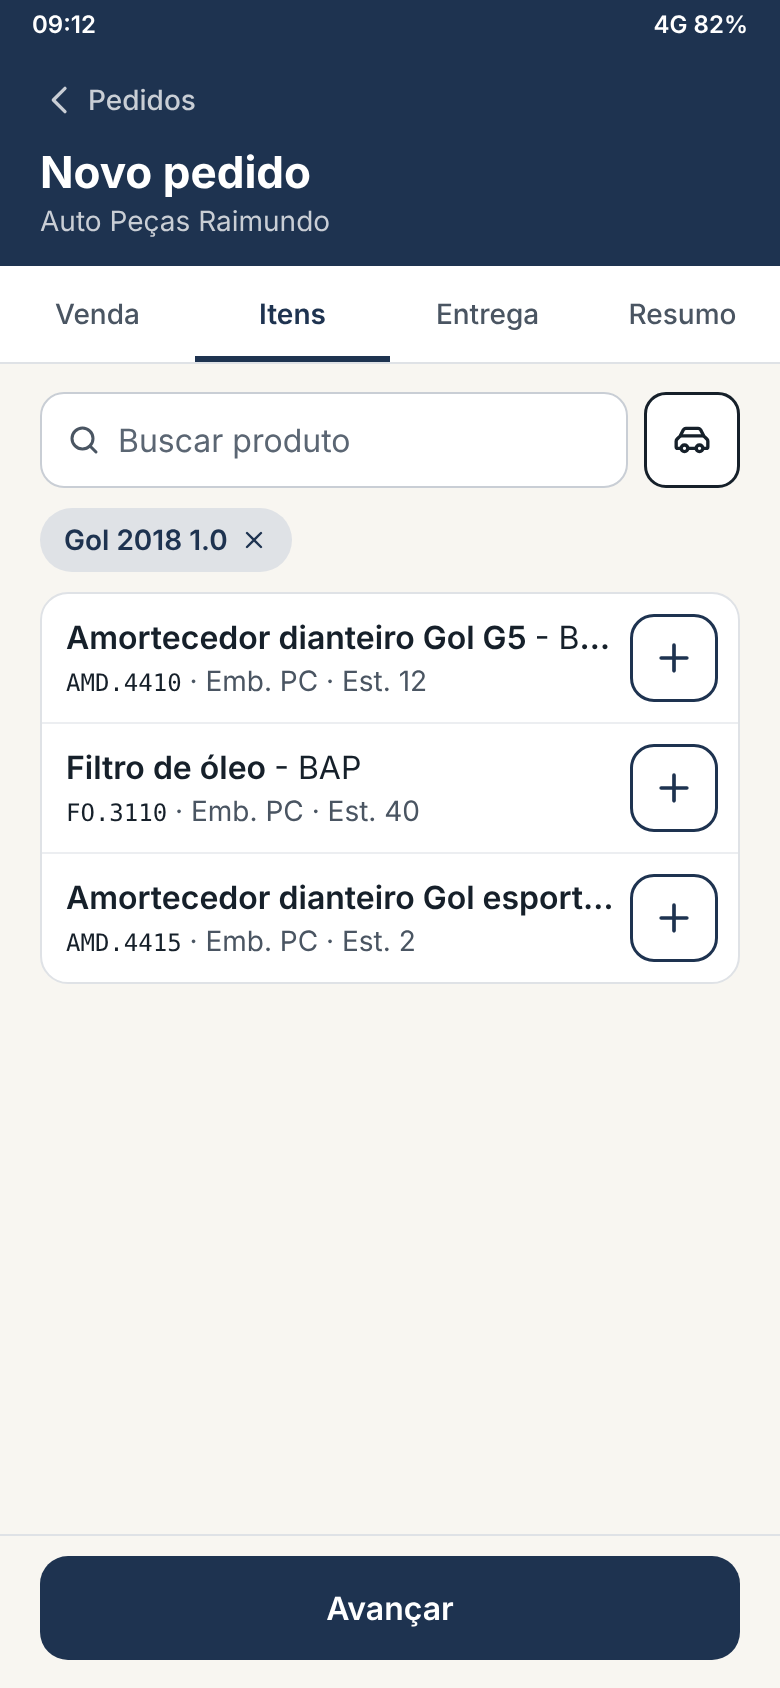 09:12 4G 82%
Pedidos
Novo pedido
Auto Peças Raimundo
Venda Itens Entrega Resumo
Buscar produto
Gol 2018 1.0
Amortecedor dianteiro Gol G5 - B...
AMD.4410 · Emb. PC · Est. 12
Filtro de óleo - BAP
FO.3110 · Emb. PC · Est. 40
Amortecedor dianteiro Gol esport...
AMD.4415 · Emb. PC · Est. 2
Avançar